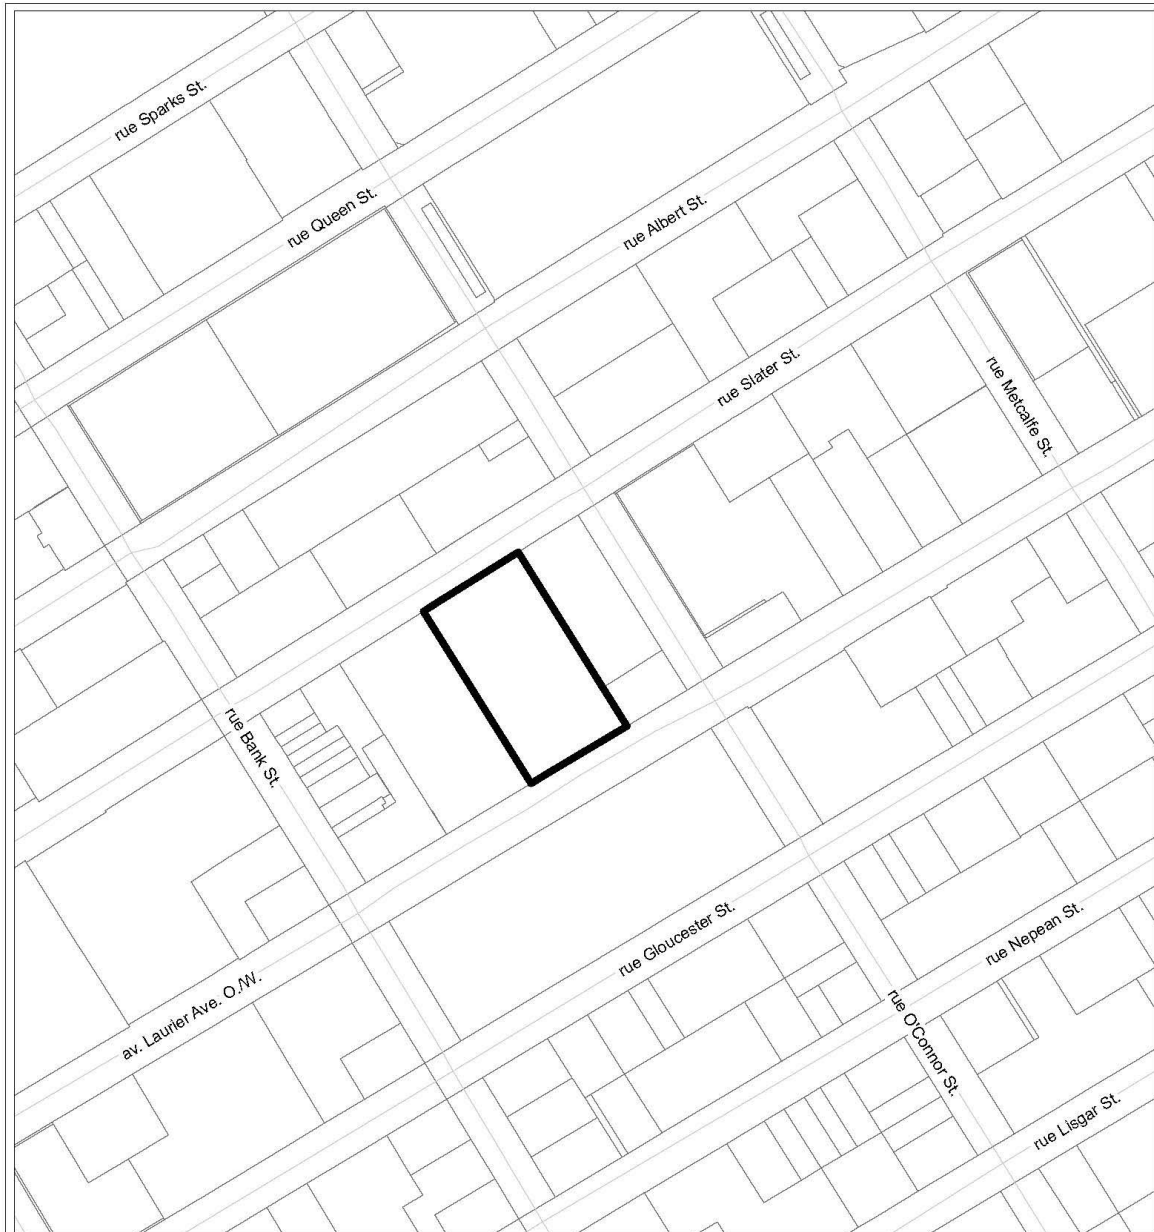 rue Sparks St.
rue Queen St.
rue Albert St.
rue Slater St.
rue Metcalfe St.
rue Bank St.
rue Gloucester St.
rue Nepean St.
av. Laurier Ave. O./W.
rue O'Connor St.
rue Lisgar St.